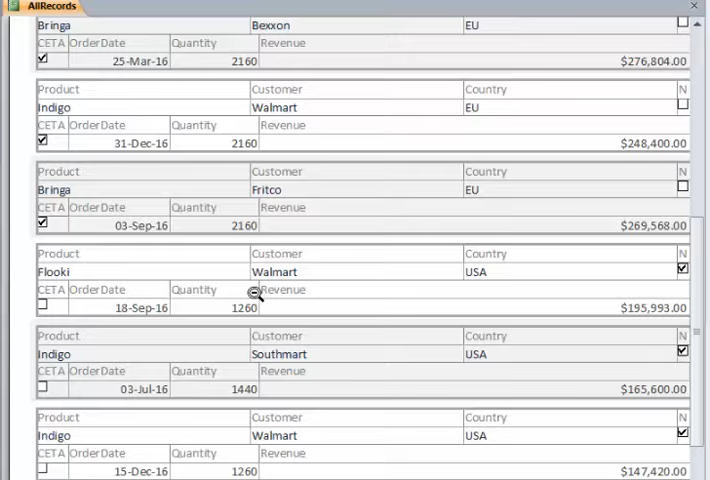 AllRecords
Bringa Bexxon EU
CETA OrderDate Quantity Revenue
25-Mar-16 2160 $276,804.00
Product Customer Country N
Indigo Walmart EU
CETA OrderDate Quantity Revenue
31-Dec-16 2160 $248,400.00
Product Customer Country N
Bringa Fritco EU
CETA OrderDate Quantity Revenue
03-Sep-16 2160 $269,568.00
Product Customer Country N
Flooki Walmart USA
CETA OrderDate Quantity Revenue
18-Sep-16 1260 $195,993.00
Product Customer Country N
Indigo Southmart USA
CETA OrderDate Quantity Revenue
03-Jul-16 1440 $165,600.00
Product Customer Country N
Indigo Walmart USA
CETA OrderDate Quantity Revenue
15-Dec-16 1260 $147,420.00